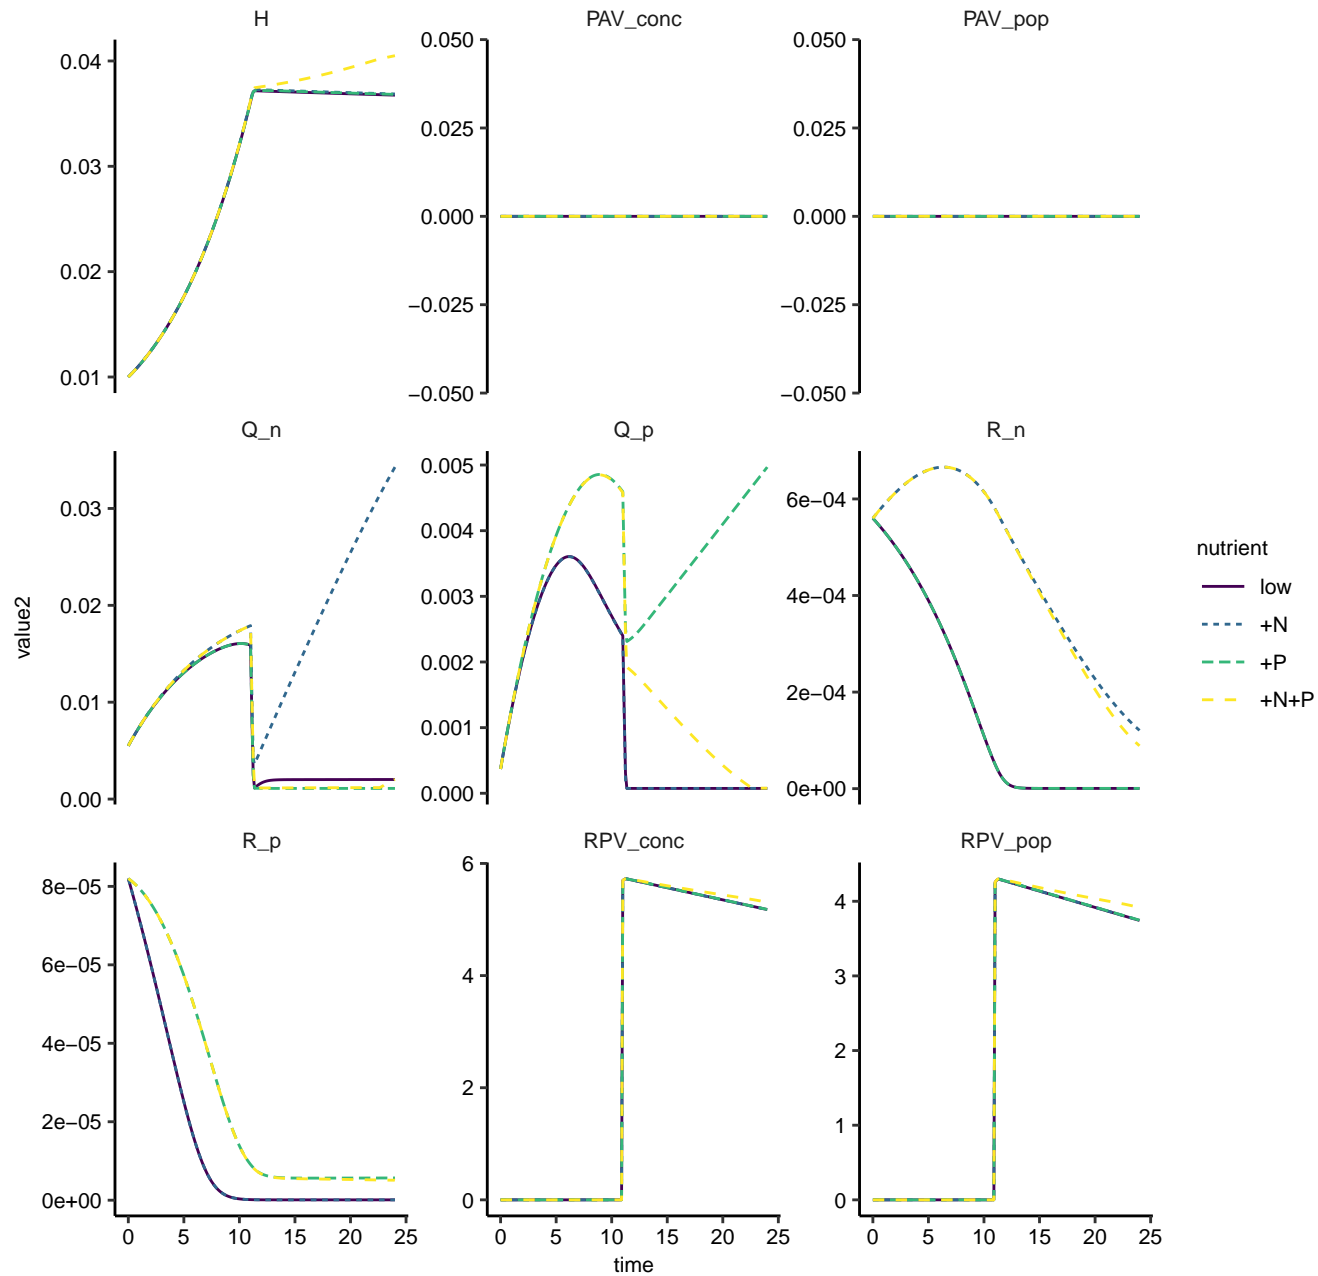 H
PAV_conc
PAV_pop
0.04
0.03
0.02
0.01
0.050
0.025
0.000
−0.025
−0.050
0.050
0.025
0.000
−0.025
−0.050
Q_n
Q_p
R_n
0.03
0.02
0.01
0.00
0.005
0.004
0.003
0.002
0.001
0.000
6e−04
4e−04
2e−04
0e+00
R_p
RPV_conc
RPV_pop
8e−05
6e−05
4e−05
2e−05
0e+00
6
4
2
0
4
3
2
1
0
0 5 10 15 20 25
0 5 10 15 20 25
0 5 10 15 20 25
time
value2
nutrient
low
+N
+P
+N+P